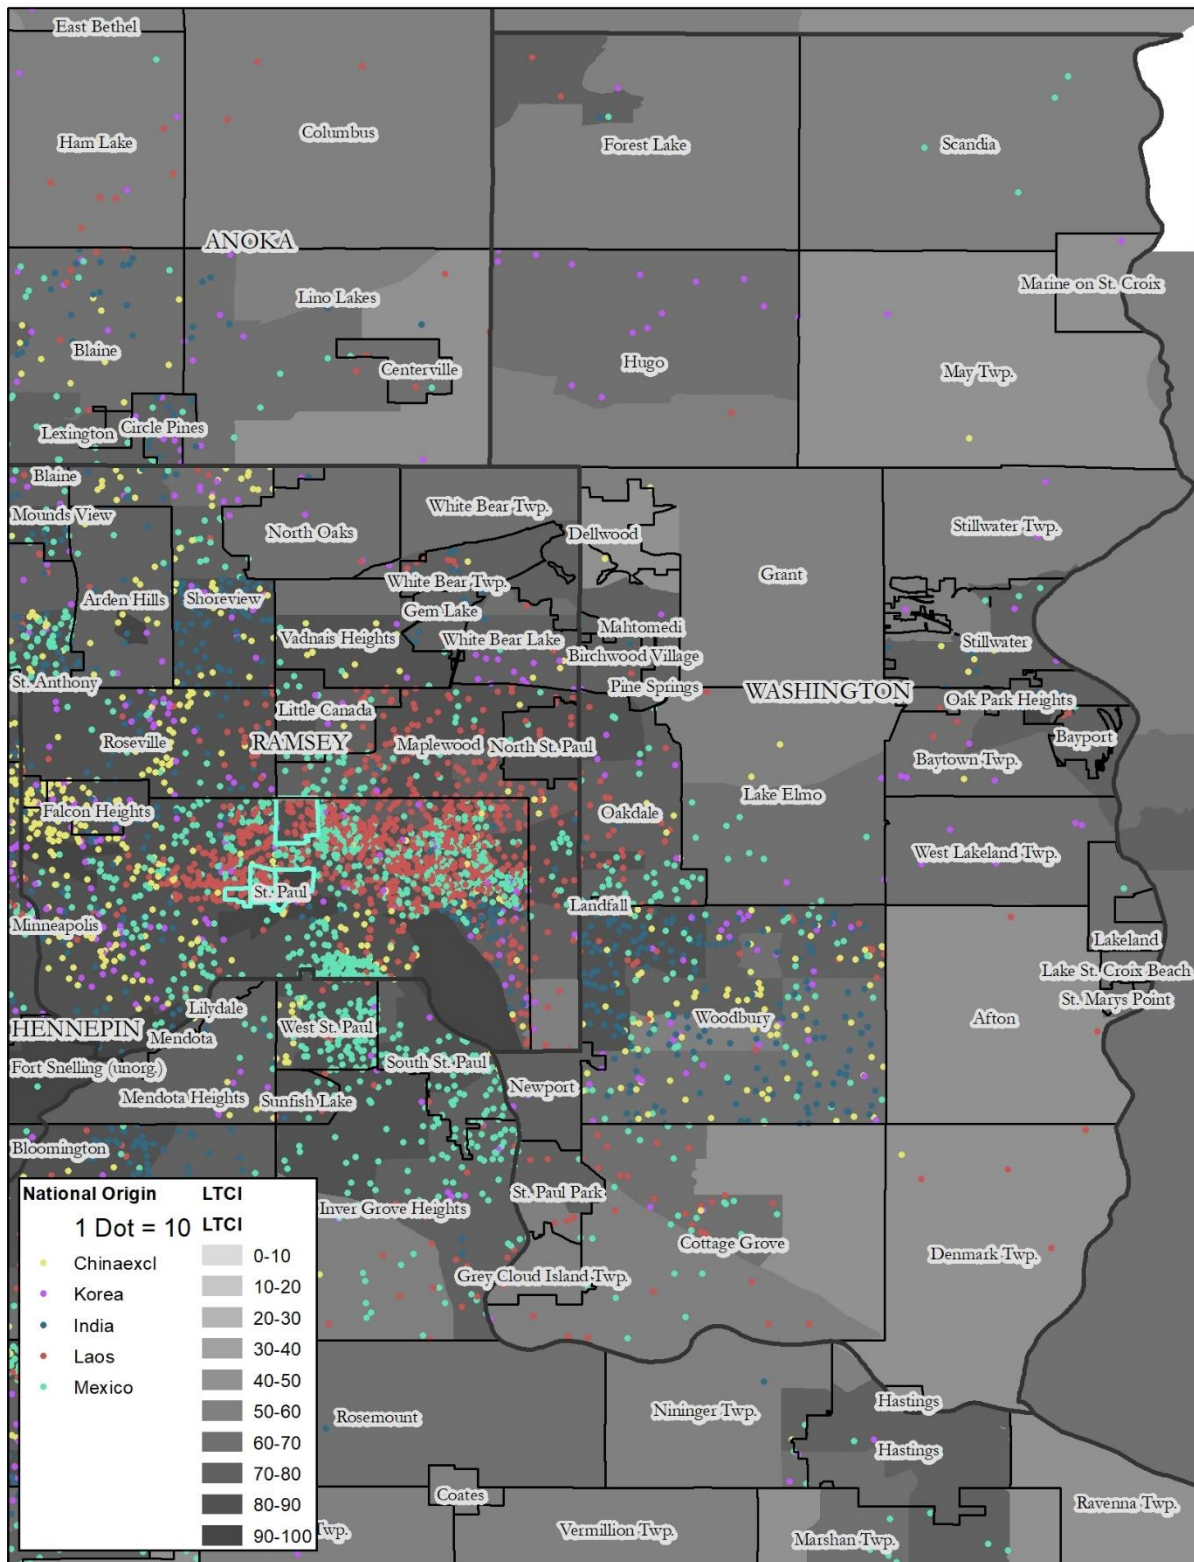 East Bethel
Ham Lake
Columbus
Forest Lake
Scandia
ANOKA
Marine on St. Croix
Lino Lakes
Blaine
Centerville
Hugo
May Twp.
Lexington
Circle Pines
Blaine
Mounds View
North Oaks
White Bear Twp.
Dellwood
Stillwater Twp.
Arden Hills
Shoreview
White Bear Twp.
Grant
Gem Lake
Vadnais Heights
White Bear Lake
Mahtomedi
Stillwater
Birchwood Village
St. Anthony
Pine Springs
WASHINGTON
Oak Park Heights
Little Canada
Roseville
RAMSEY
Maplewood
North St. Paul
Bayport
Baytown Twp.
Lake Elmo
Falcon Heights
Oakdale
West Lakeland Twp.
St. Paul
Landfall
Minneapolis
Lakeland
Lake St. Croix Beach
St. Marys Point
Lilydale
Woodbury
Afton
HENNEPIN
Mendota
West St. Paul
Fort Snelling (unorg.)
South St. Paul
Mendota Heights
Sunfish Lake
Newport
Bloomington
St. Paul Park
Inver Grove Heights
Cottage Grove
Denmark Twp.
Grey Cloud Island Twp.
National Origin
1 Dot = 10
Chinaexcl
Korea
India
Laos
Mexico
LTCI
LTCI
0-10
10-20
20-30
30-40
40-50
50-60
60-70
70-80
80-90
90-100
Rosemount
Nininger Twp.
Hastings
Hastings
Coates
Ravenna Twp.
Twp.
Vermillion Twp.
Marshan Twp.